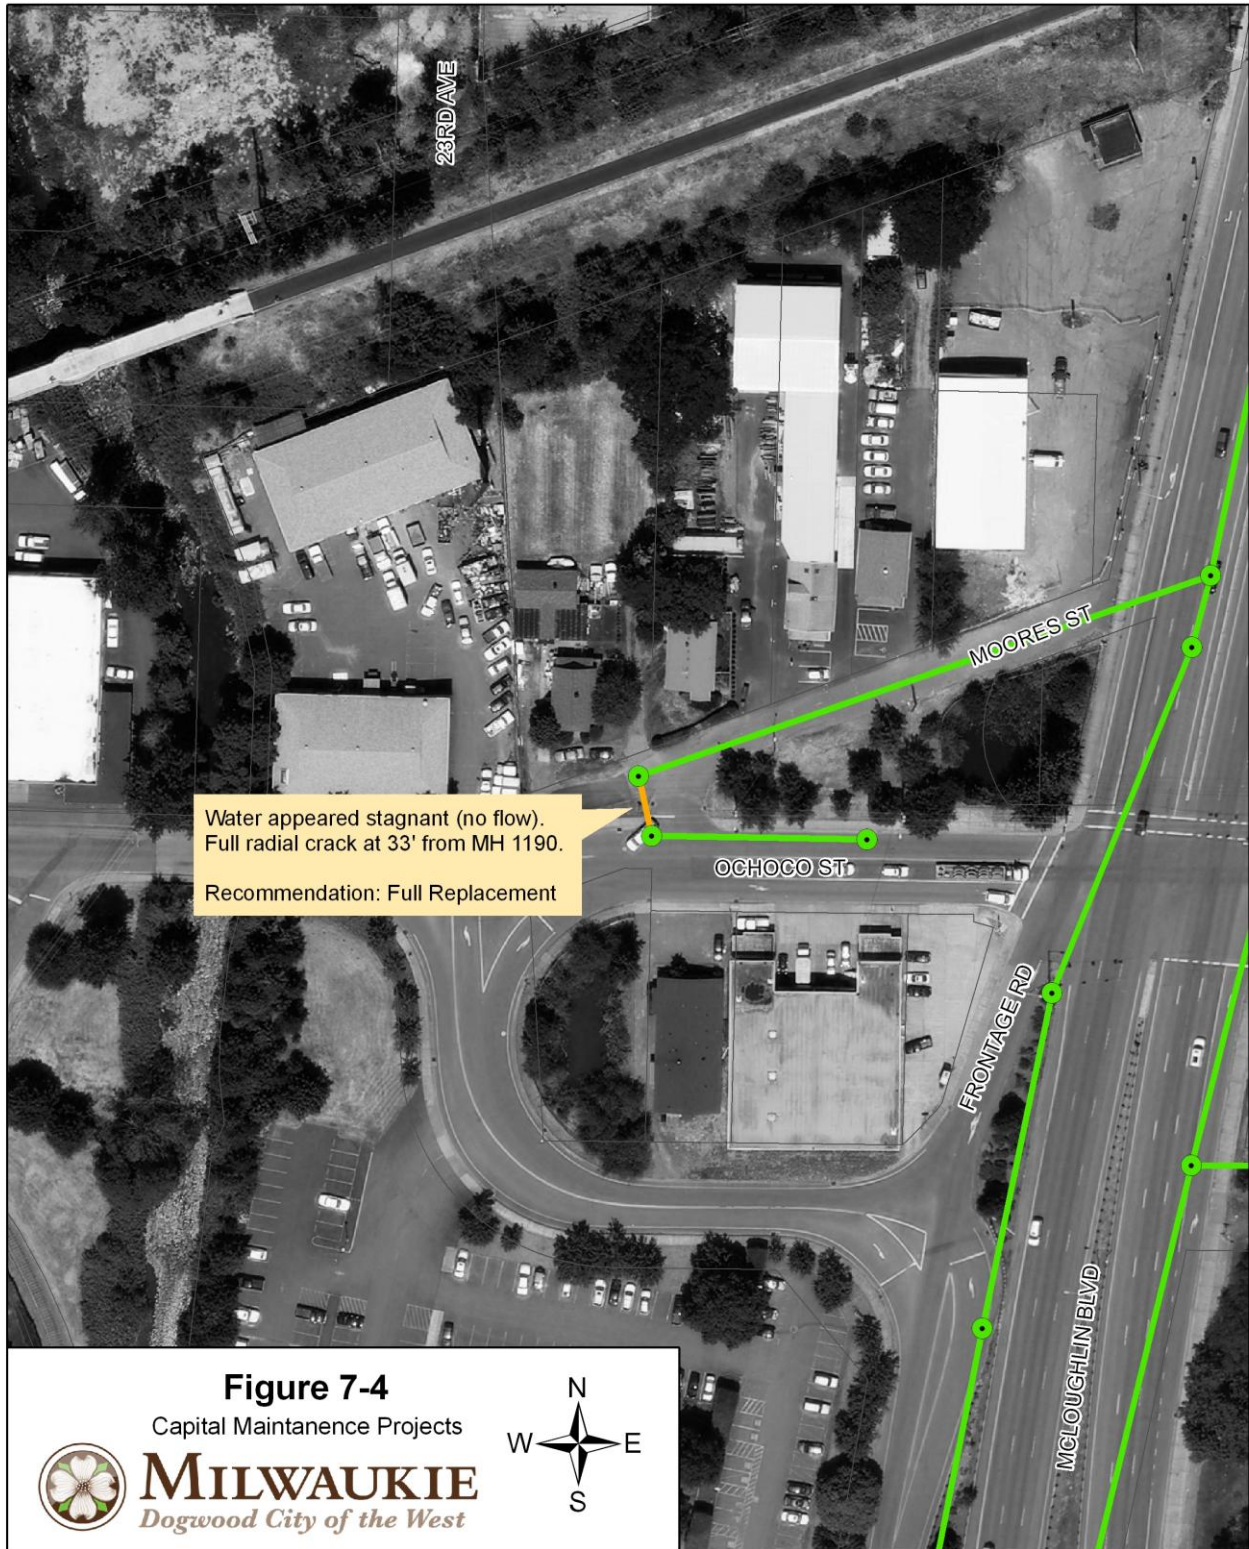 23RD AVE
MOORES ST
Water appeared stagnant (no flow).
Full radial crack at 33' from MH 1190.
Recommendation: Full Replacement
OCHOCO ST
FRONTAGE RD
MCLOUGHLIN BLVD
Figure 7-4
Capital Maintanence Projects
MILWAUKIE
Dogwood City of the West
N
W E
S